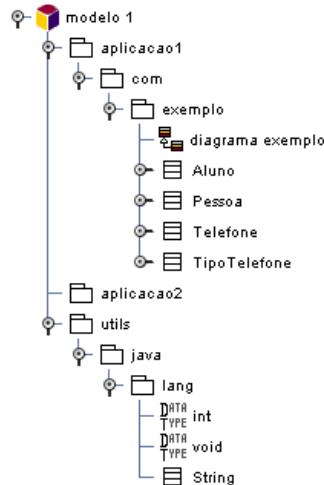 modelo 1
aplicacao1
com
exemplo
diagrama exemplo
Aluno
Pessoa
Telefone
TipoTelefone
aplicacao2
utils
java
lang
DATA TYPE int
DATA TYPE void
String